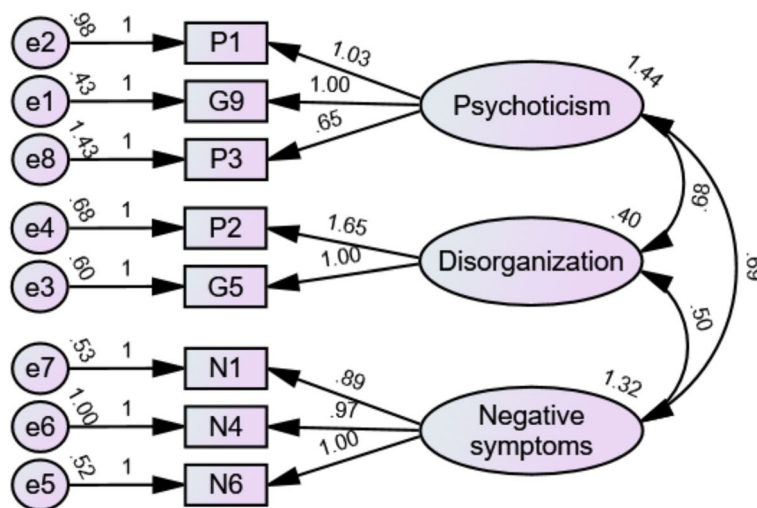 e2 .98 1 P1
e1 .43 1 G9
e8 1.43 1 P3
1.03
1.00
.65
Psychoticism
1.44
e4 .68 1 P2
e3 .60 1 G5
1.65
1.00
Disorganization
.40
e7 .53 1 N1
e6 1.00 1 N4
e5 .52 1 N6
.89
.97
1.00
Negative
symptoms
1.32
.68
.50
.69